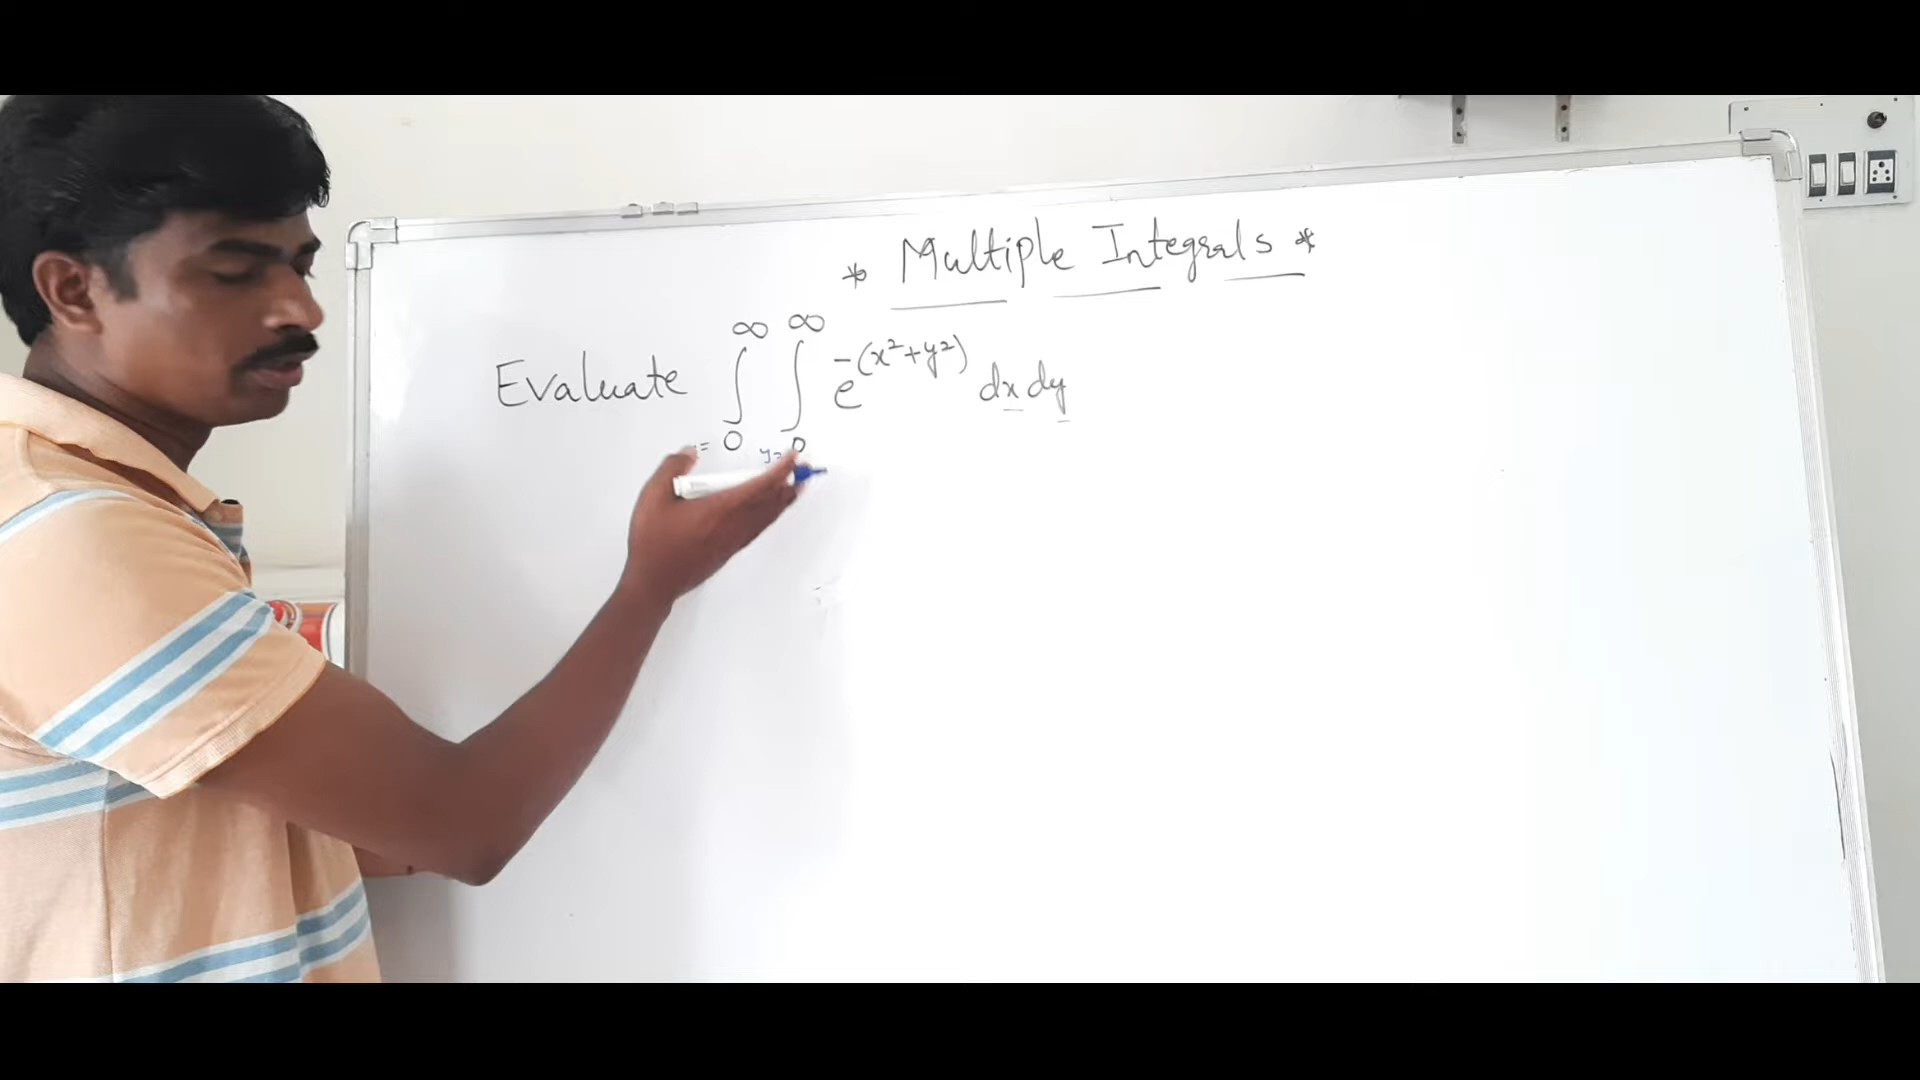 * Multiple Integrals *
Evaluate ∫₀^∞ ∫₀^∞ e^-(x²+y²) dx dy
= y=